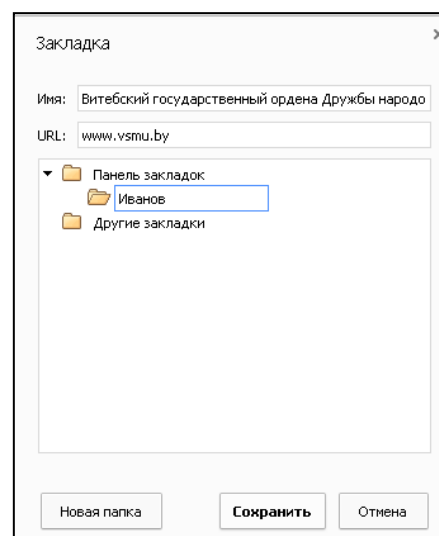 Закладка
Имя: Витебский государственный ордена Дружбы народо
URL: www.vsmu.by
Панель закладок
Иванов
Другие закладки
Новая папка Сохранить Отмена